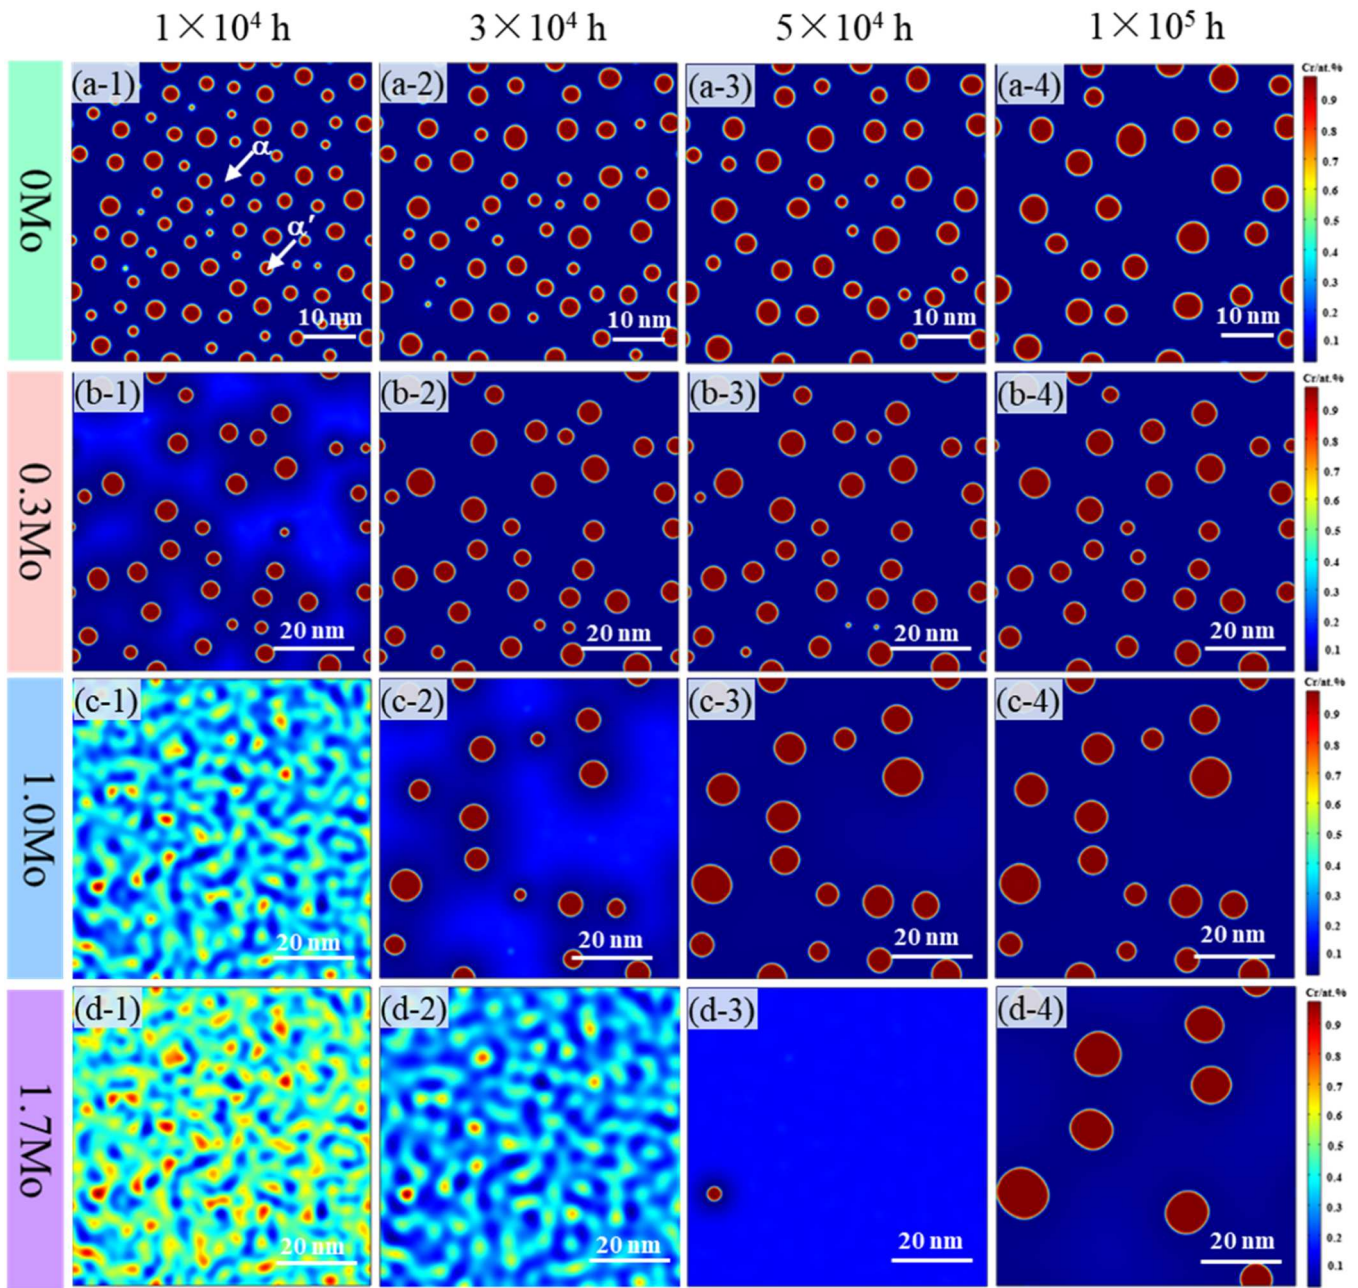 1×10⁴ h 3×10⁴ h 5×10⁴ h 1×10⁵ h
0Mo
(a-1) (a-2) (a-3) (a-4)
α
α′
10 nm 10 nm 10 nm 10 nm
Cr/at.%
0.9
0.8
0.7
0.6
0.5
0.4
0.3
0.2
0.1
0.3Mo
(b-1) (b-2) (b-3) (b-4)
20 nm 20 nm 20 nm 20 nm
Cr/at.%
0.9
0.8
0.7
0.6
0.5
0.4
0.3
0.2
0.1
1.0Mo
(c-1) (c-2) (c-3) (c-4)
20 nm 20 nm 20 nm 20 nm
Cr/at.%
0.9
0.8
0.7
0.6
0.5
0.4
0.3
0.2
0.1
1.7Mo
(d-1) (d-2) (d-3) (d-4)
20 nm 20 nm 20 nm 20 nm
Cr/at.%
0.9
0.8
0.7
0.6
0.5
0.4
0.3
0.2
0.1